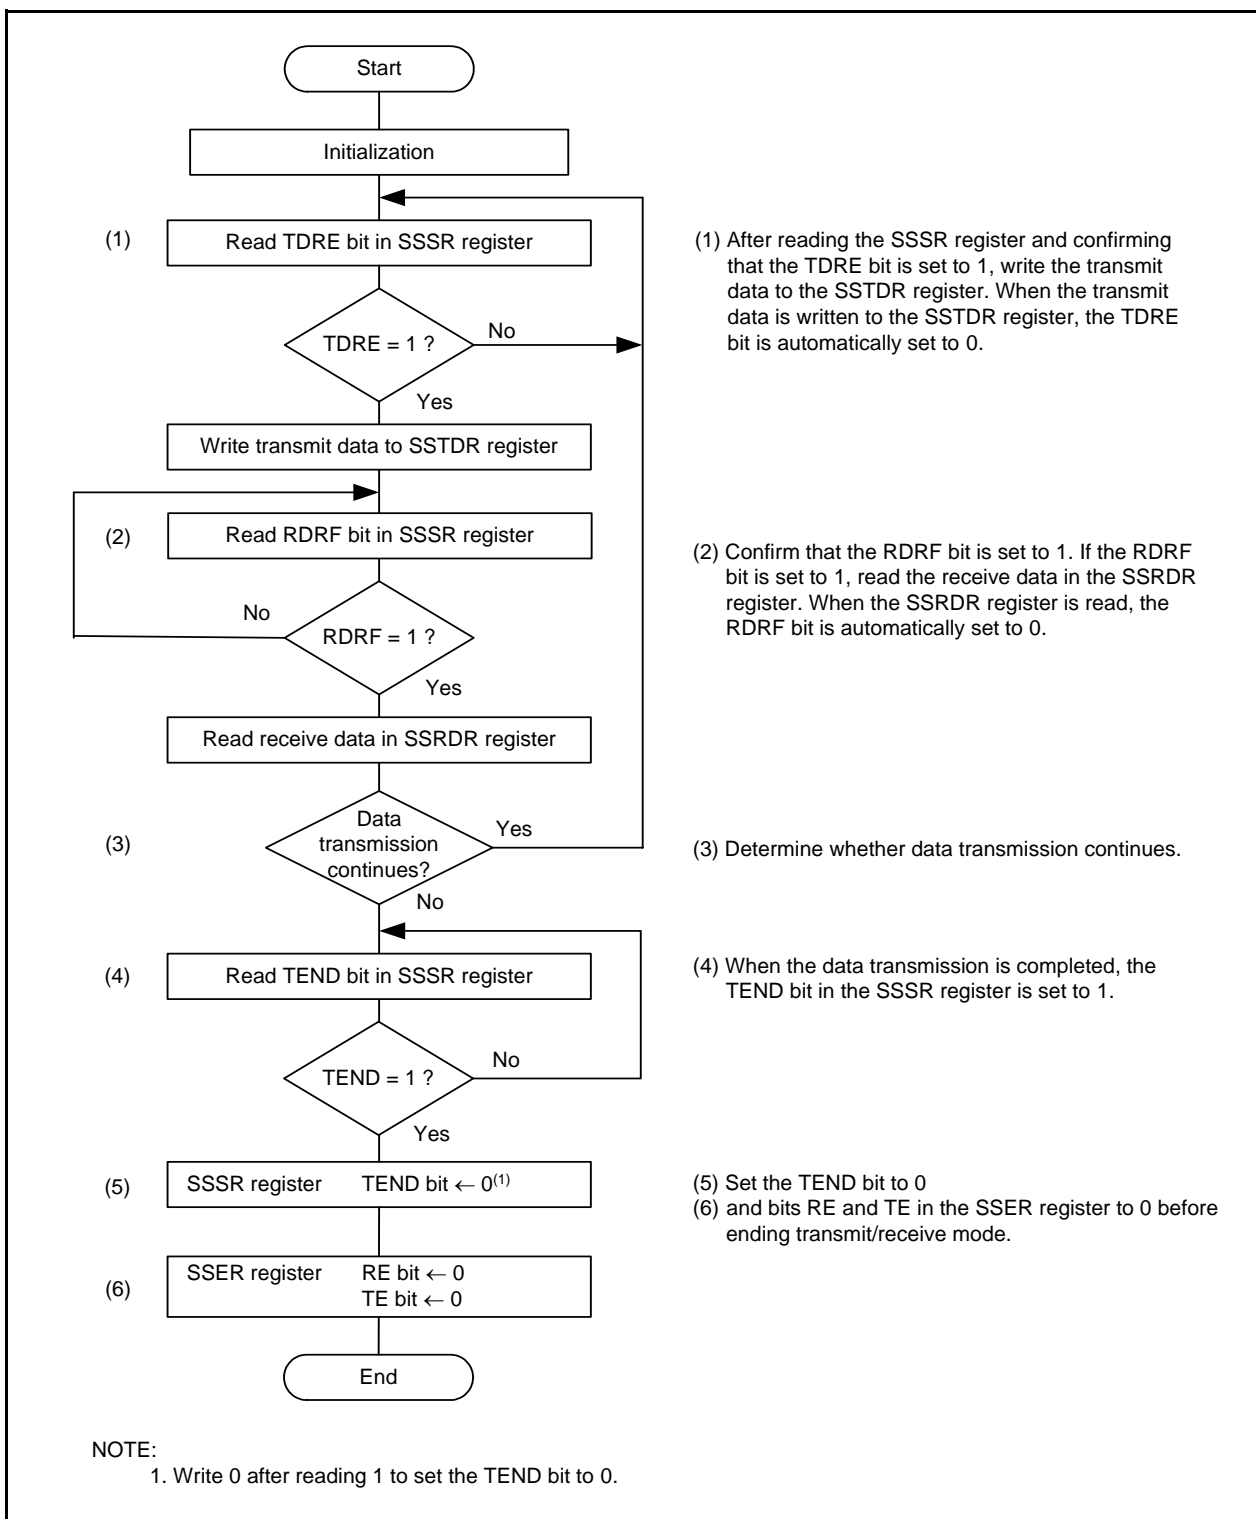 Start
Initialization
(1)
Read TDRE bit in SSSR register
TDRE = 1 ?
No
Yes
Write transmit data to SSTDR register
(2)
Read RDRF bit in SSSR register
No
RDRF = 1 ?
Yes
Read receive data in SSRDR register
(3)
Data
transmission
continues?
Yes
No
(4)
Read TEND bit in SSSR register
TEND = 1 ?
No
Yes
(5)
SSSR register TEND bit ← 0(1)
(6)
SSER register RE bit ← 0
TE bit ← 0
End
(1) After reading the SSSR register and confirming
that the TDRE bit is set to 1, write the transmit
data to the SSTDR register. When the transmit
data is written to the SSTDR register, the TDRE
bit is automatically set to 0.
(2) Confirm that the RDRF bit is set to 1. If the RDRF
bit is set to 1, read the receive data in the SSRDR
register. When the SSRDR register is read, the
RDRF bit is automatically set to 0.
(3) Determine whether data transmission continues.
(4) When the data transmission is completed, the
TEND bit in the SSSR register is set to 1.
(5) Set the TEND bit to 0
(6) and bits RE and TE in the SSER register to 0 before
ending transmit/receive mode.
NOTE:
1. Write 0 after reading 1 to set the TEND bit to 0.